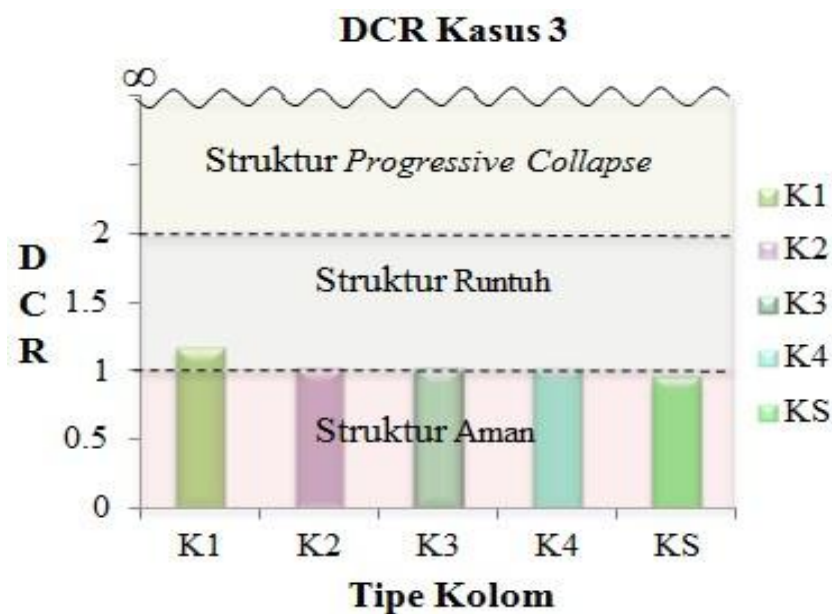 DCR Kasus 3
∞
Struktur Progressive Collapse
2
Struktur Runtuh
1.5
1
Struktur Aman
0.5
0
D
C
R
K1
K2
K3
K4
KS
K1 K2 K3 K4 KS
Tipe Kolom